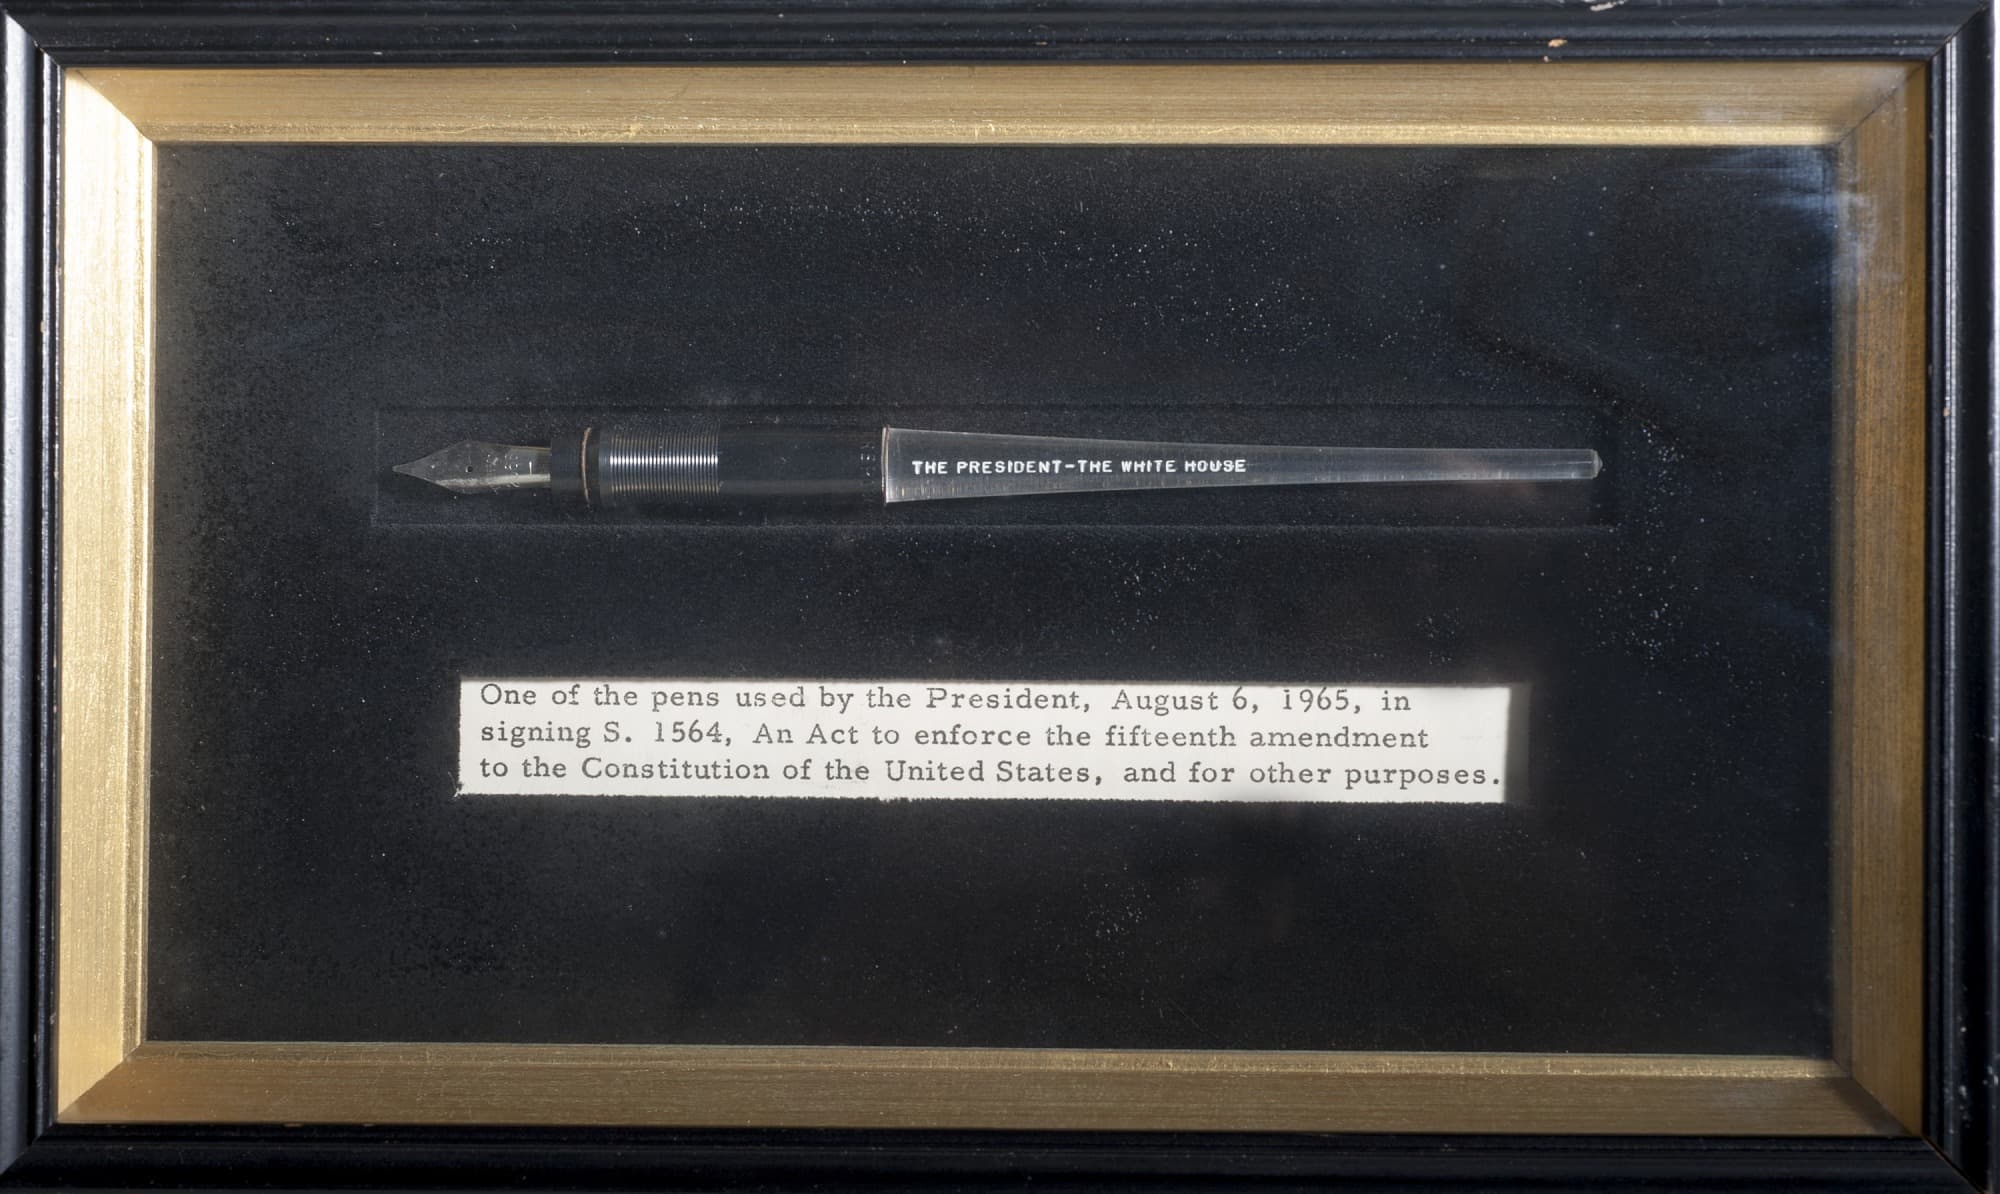 THE PRESIDENT-THE WHITE HOUSE
One of the pens used by the President, August 6, 1965, in
signing S. 1564, An Act to enforce the fifteenth amendment
to the Constitution of the United States, and for other purposes.